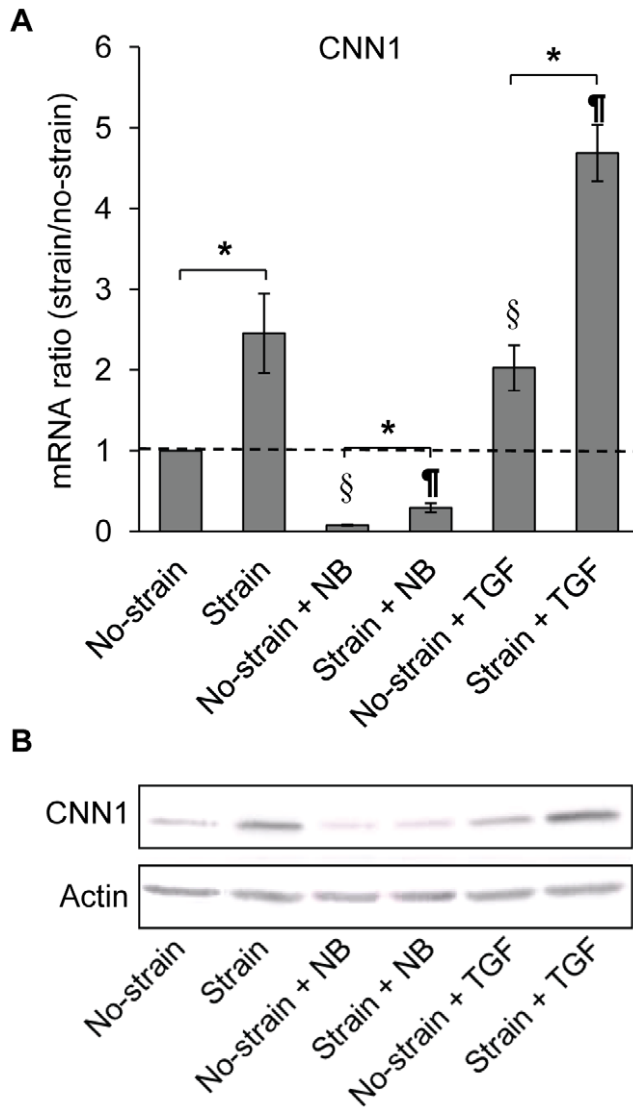 A
CNN1
mRNA ratio (strain/no-strain)
6
5
4
3
2
1
0
*
*
*
§
¶
§
¶
No-strain
Strain
No-strain + NB
Strain + NB
No-strain + TGF
Strain + TGF
B
CNN1
Actin
No-strain
Strain
No-strain + NB
Strain + NB
No-strain + TGF
Strain + TGF